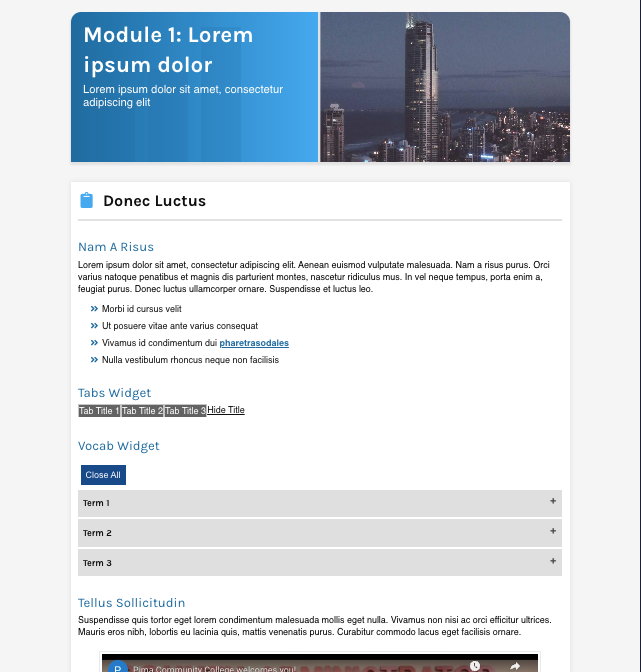 Module 1: Lorem
ipsum dolor
Lorem ipsum dolor sit amet, consectetur
adipiscing elit
Donec Luctus
Nam A Risus
Lorem ipsum dolor sit amet, consectetur adipiscing elit. Aenean euismod vulputate malesuada. Nam a risus purus. Orci
varius natoque penatibus et magnis dis parturient montes, nascetur ridiculus mus. In vel neque tempus, porta enim a,
feugiat purus. Donec luctus ullamcorper ornare. Suspendisse et luctus leo.
Morbi id cursus velit
Ut posuere vitae ante varius consequat
Vivamus id condimentum dui pharetrasodales
Nulla vestibulum rhoncus neque non facilisis
Tabs Widget
Tab Title 1 Tab Title 2 Tab Title 3 Hide Title
Vocab Widget
Close All
Term 1 +
Term 2 +
Term 3 +
Tellus Sollicitudin
Suspendisse quis tortor eget lorem condimentum malesuada mollis eget nulla. Vivamus non nisi ac orci efficitur ultrices.
Mauris eros nibh, lobortis eu lacinia quis, mattis venenatis purus. Curabitur commodo lacus eget facilisis ornare.
P Pima Community College welcomes you!